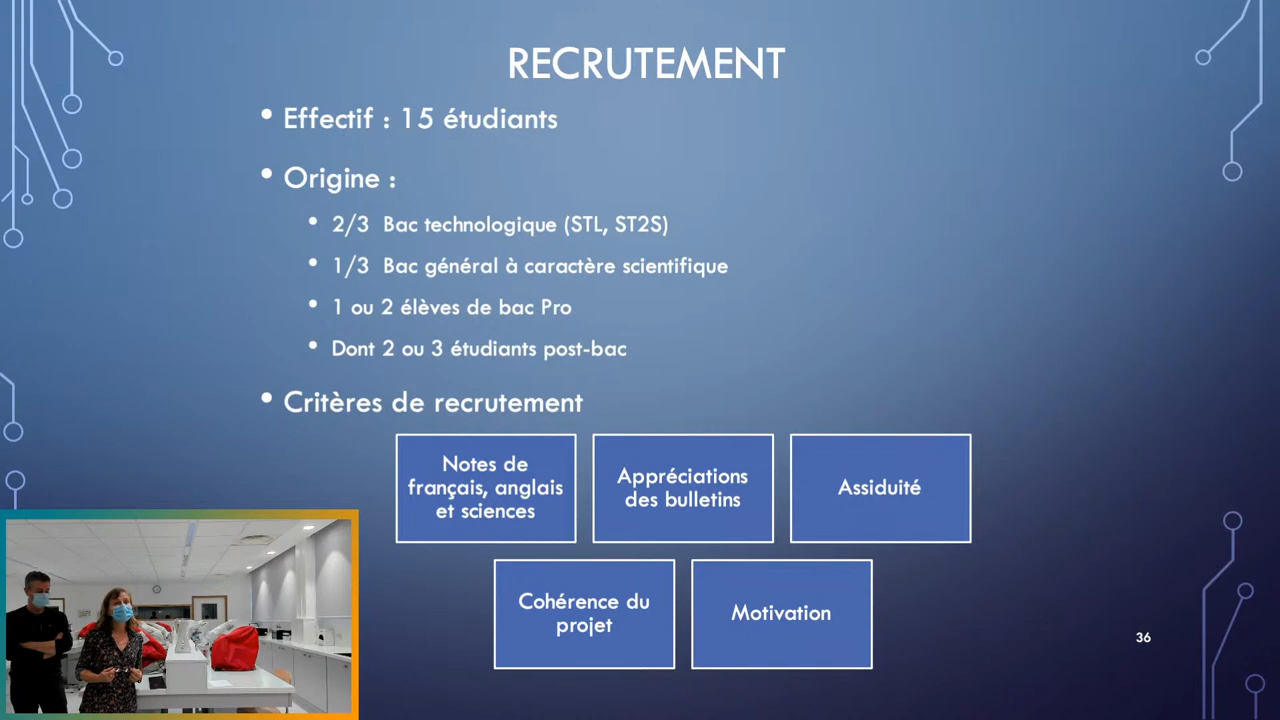 RECRUTEMENT
• Effectif : 15 étudiants
• Origine :
• 2/3 Bac technologique (STL, ST2S)
• 1/3 Bac général à caractère scientifique
• 1 ou 2 élèves de bac Pro
• Dont 2 ou 3 étudiants post-bac
• Critères de recrutement
Notes de
français, anglais
et sciences
Appréciations
des bulletins
Assiduité
Cohérence du
projet
Motivation
36